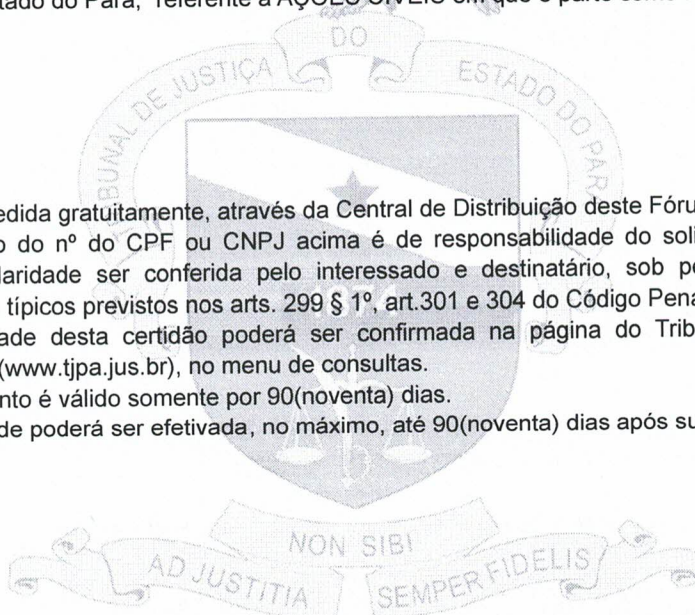 tado do Pará, referente a AÇÕES CÍVEIS em que é parte como
TRIBUNAL DE JUSTIÇA DO ESTADO DO PARÁ
edida gratuitamente, através da Central de Distribuição deste Fóru
o do nº do CPF ou CNPJ acima é de responsabilidade do soli
laridade ser conferida pelo interessado e destinatário, sob pe
típicos previstos nos arts. 299 § 1º, art.301 e 304 do Código Pena
ade desta certidão poderá ser confirmada na página do Trib
(www.tjpa.jus.br), no menu de consultas.
nto é válido somente por 90(noventa) dias.
de poderá ser efetivada, no máximo, até 90(noventa) dias após su
1874
NON SIBI
AD JUSTITIA SEMPER FIDELIS